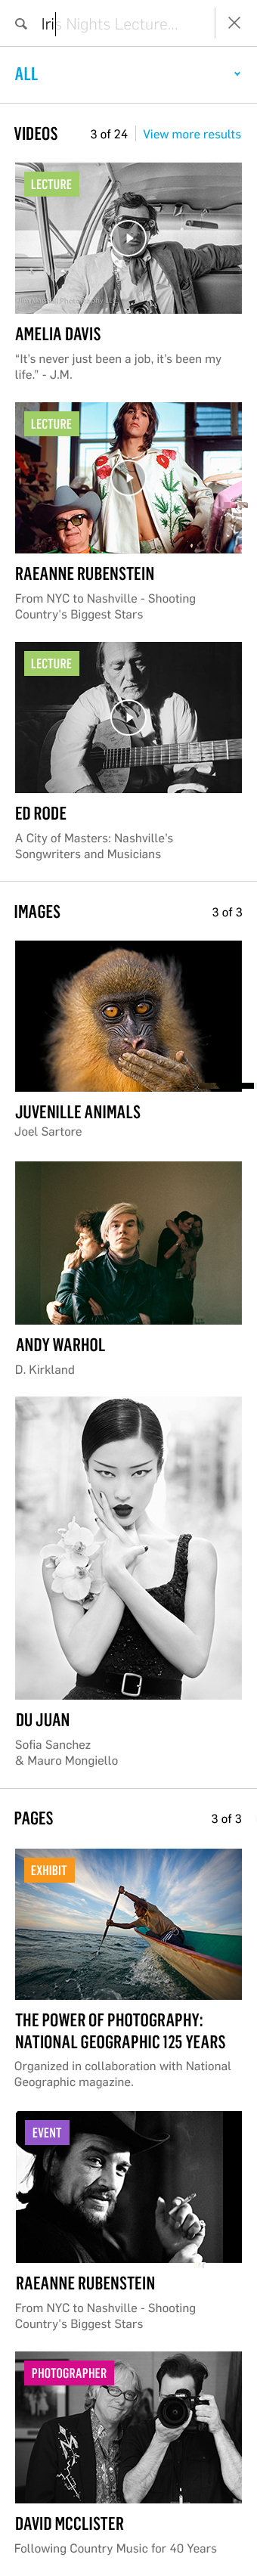 Iris Nights Lecture...
ALL
VIDEOS 3 of 24 View more results
LECTURE
AMELIA DAVIS
“It’s never just been a job, it’s been my
life.” - J.M.
LECTURE
RAEANNE RUBENSTEIN
From NYC to Nashville - Shooting
Country’s Biggest Stars
LECTURE
ED RODE
A City of Masters: Nashville’s
Songwriters and Musicians
IMAGES 3 of 3
JUVENILLE ANIMALS
Joel Sartore
ANDY WARHOL
D. Kirkland
DU JUAN
Sofia Sanchez
& Mauro Mongiello
PAGES 3 of 3
EXHIBIT
THE POWER OF PHOTOGRAPHY:
NATIONAL GEOGRAPHIC 125 YEARS
Organized in collaboration with National
Geographic magazine.
EVENT
RAEANNE RUBENSTEIN
From NYC to Nashville - Shooting
Country’s Biggest Stars
PHOTOGRAPHER
DAVID MCCLISTER
Following Country Music for 40 Years